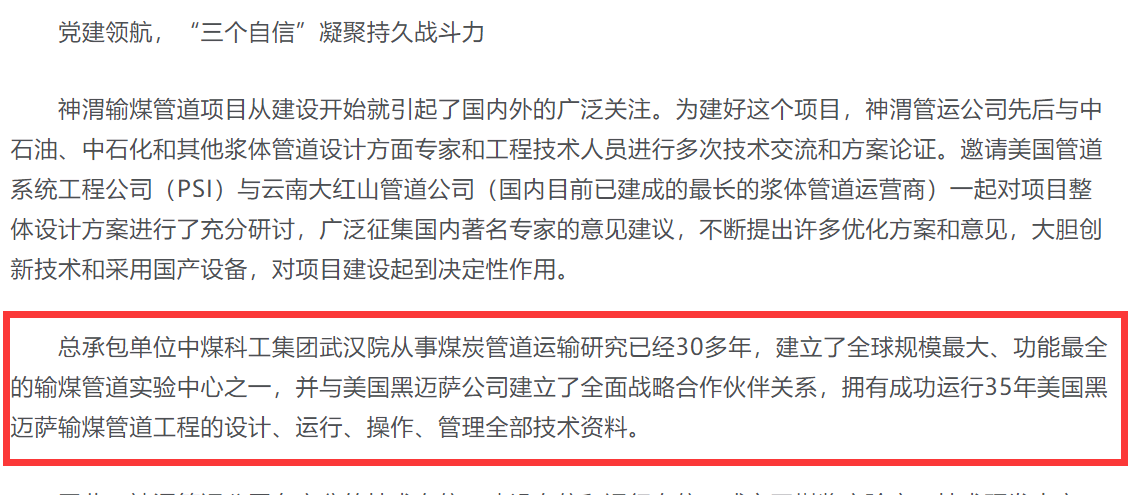 党建领航，“三个自信”凝聚持久战斗力
神渭输煤管道项目从建设开始就引起了国内外的广泛关注。为建好这个项目，神渭管运公司先后与中
石油、中石化和其他浆体管道设计方面专家和工程技术人员进行多次技术交流和方案论证。邀请美国管道
系统工程公司（PSI）与云南大红山管道公司（国内目前已建成的最长的浆体管道运营商）一起对项目整
体设计方案进行了充分研讨，广泛征集国内著名专家的意见建议，不断提出许多优化方案和意见，大胆创
新技术和采用国产设备，对项目建设起到决定性作用。
总承包单位中煤科工集团武汉院从事煤炭管道运输研究已经30多年，建立了全球规模最大、功能最全
的输煤管道实验中心之一，并与美国黑迈萨公司建立了全面战略合作伙伴关系，拥有成功运行35年美国黑
迈萨输煤管道工程的设计、运行、操作、管理全部技术资料。